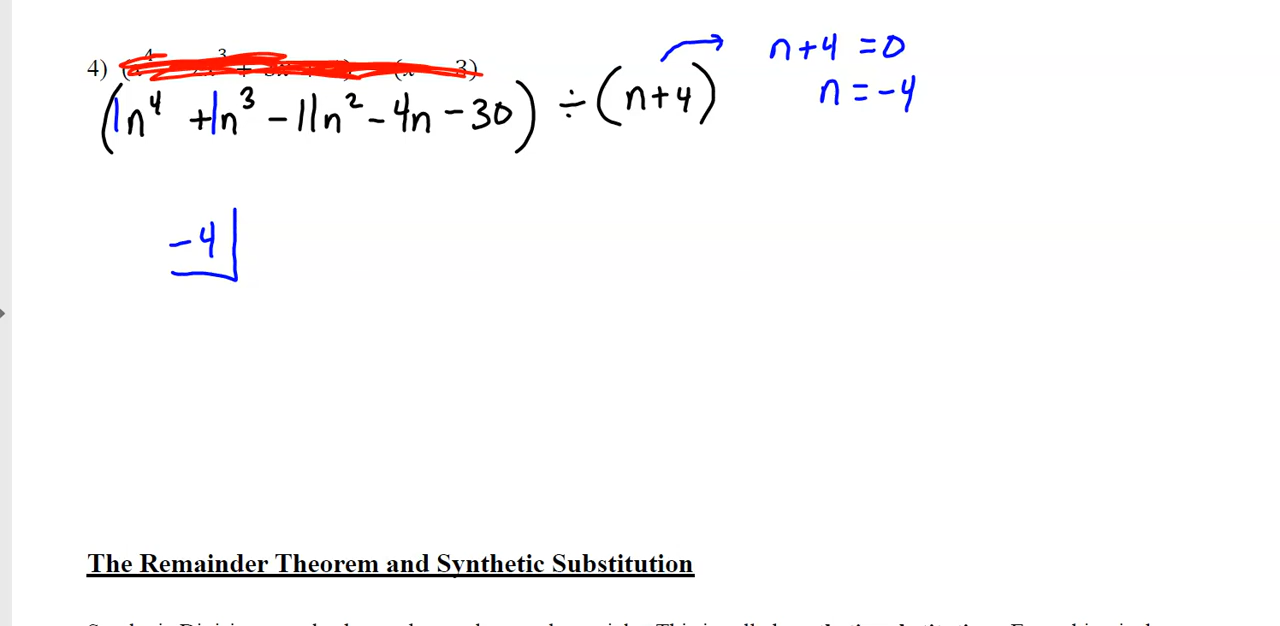 4)
(1n⁴ +1n³ - 11n² - 4n - 30) ÷ (n+4)
n+4 = 0
n = -4
-4
The Remainder Theorem and Synthetic Substitution